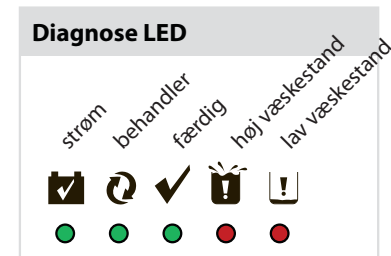 Diagnose LED
strøm
behandler
færdig
høj væskestand
lav væskestand